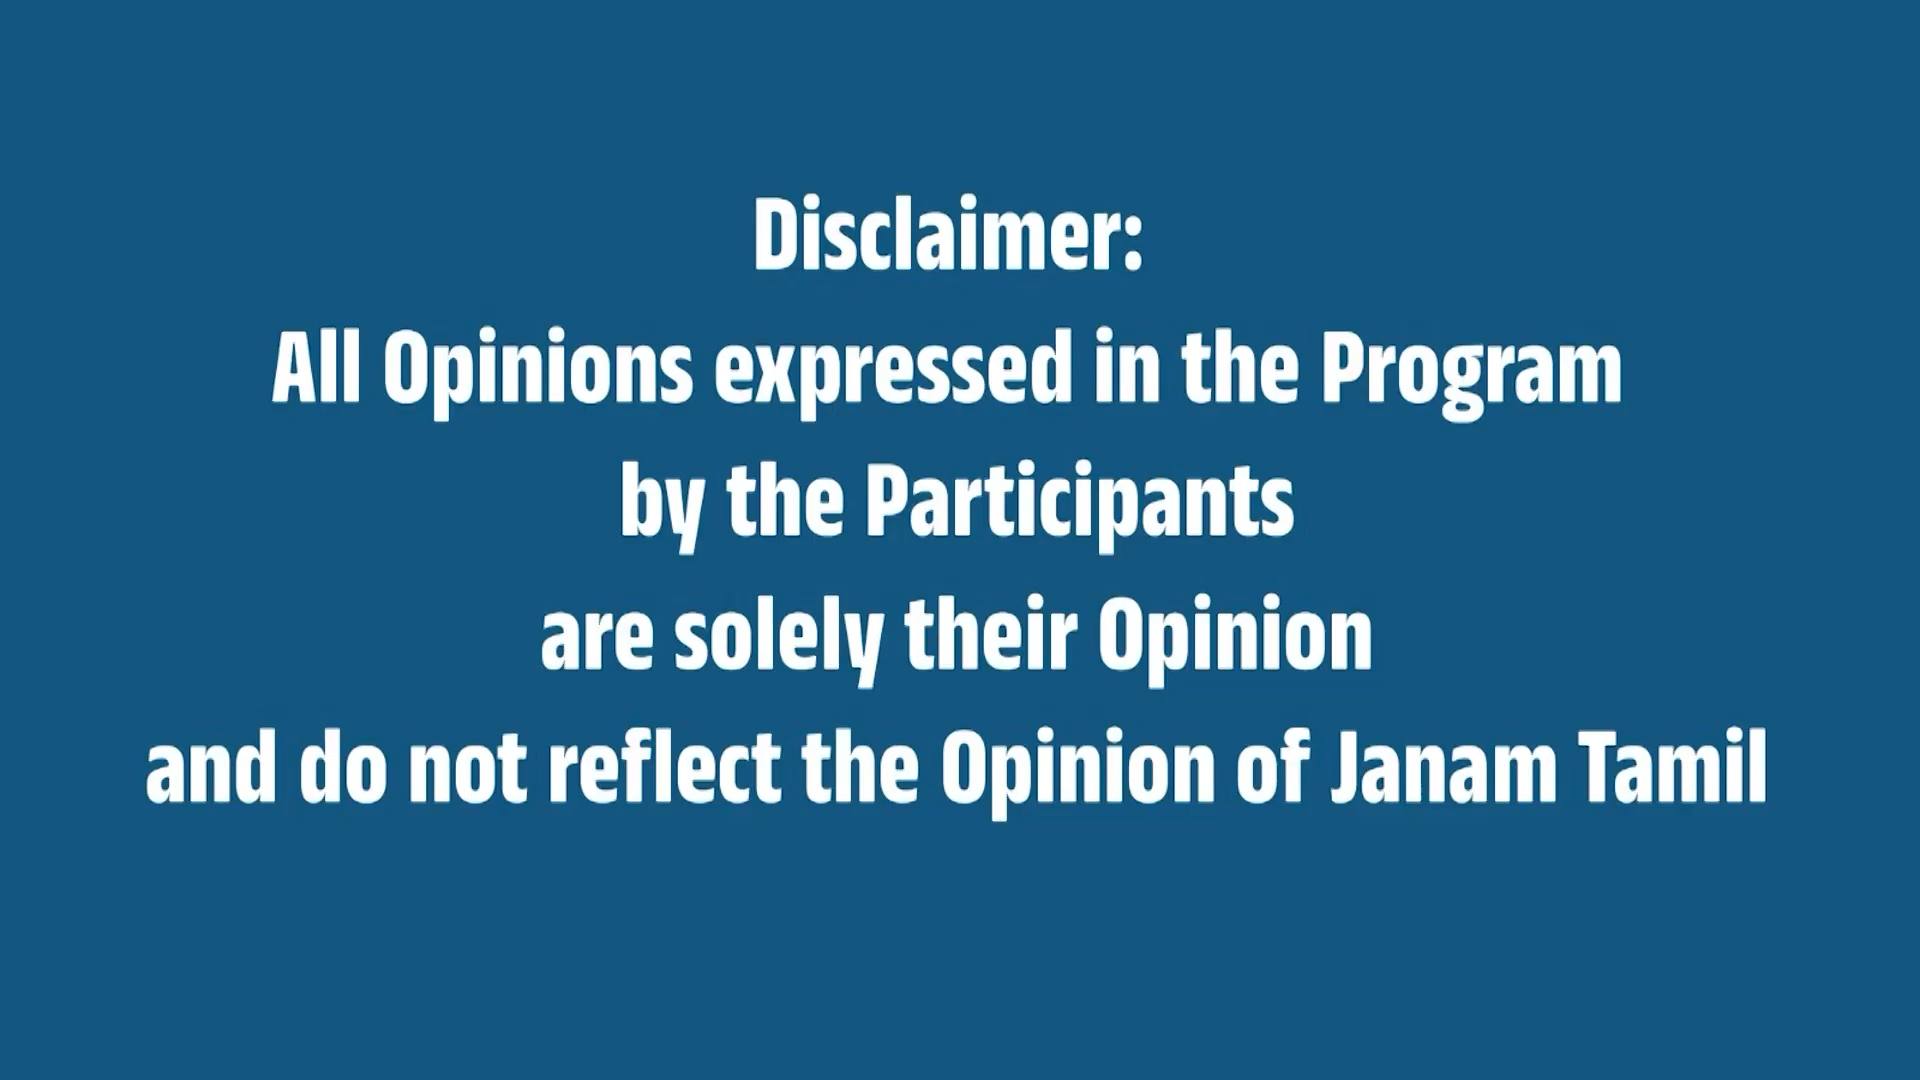 Disclaimer:
All Opinions expressed in the Program
by the Participants
are solely their Opinion
and do not reflect the Opinion of Janam Tamil